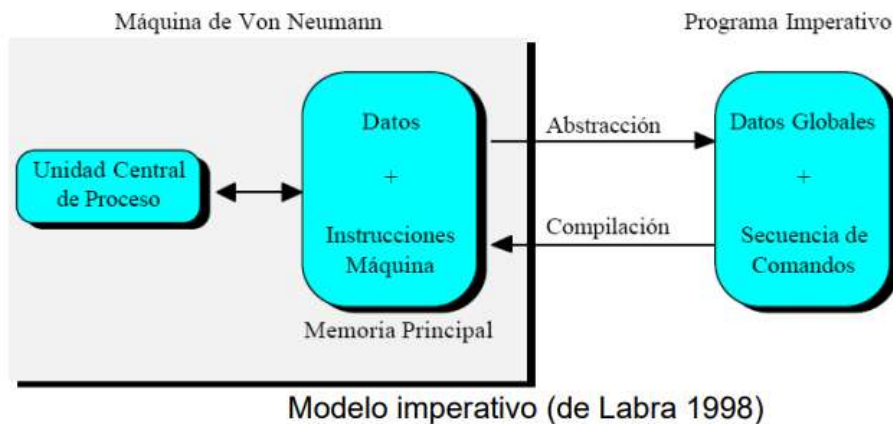 Máquina de Von Neumann
Programa Imperativo
Unidad Central
de Proceso
Datos
+
Instrucciones
Máquina
Memoria Principal
Abstracción
Compilación
Datos Globales
+
Secuencia de
Comandos
Modelo imperativo (de Labra 1998)